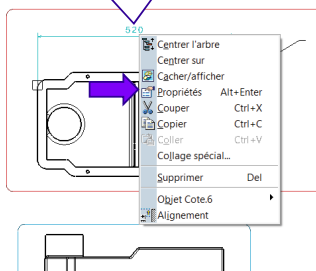 520
Centrer l'arbre
Centrer sur
Cacher/afficher
Propriétés Alt+Enter
Couper Ctrl+X
Copier Ctrl+C
Coller Ctrl+V
Collage spécial...
Supprimer Del
Objet Cote.6
Alignement